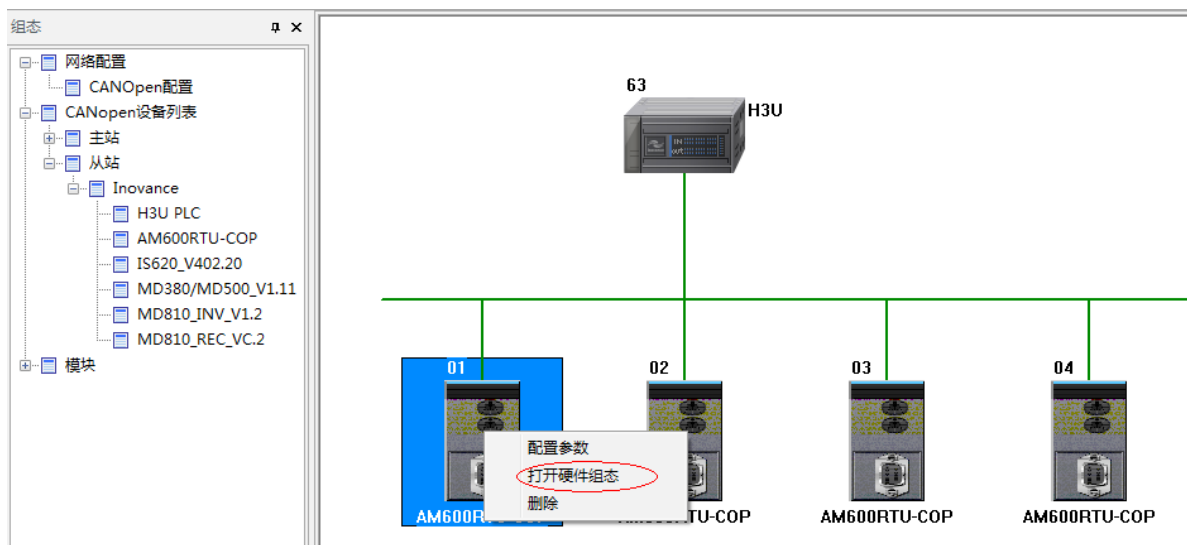 组态
网络配置
CANOpen配置
CANopen设备列表
主站
从站
Inovance
H3U PLC
AM600RTU-COP
IS620_V402.20
MD380/MD500_V1.11
MD810_INV_V1.2
MD810_REC_VC.2
模块
63
H3U
IN
out
01
02
03
04
配置参数
打开硬件组态
删除
AM600RTU-COP
AM600RTU-COP